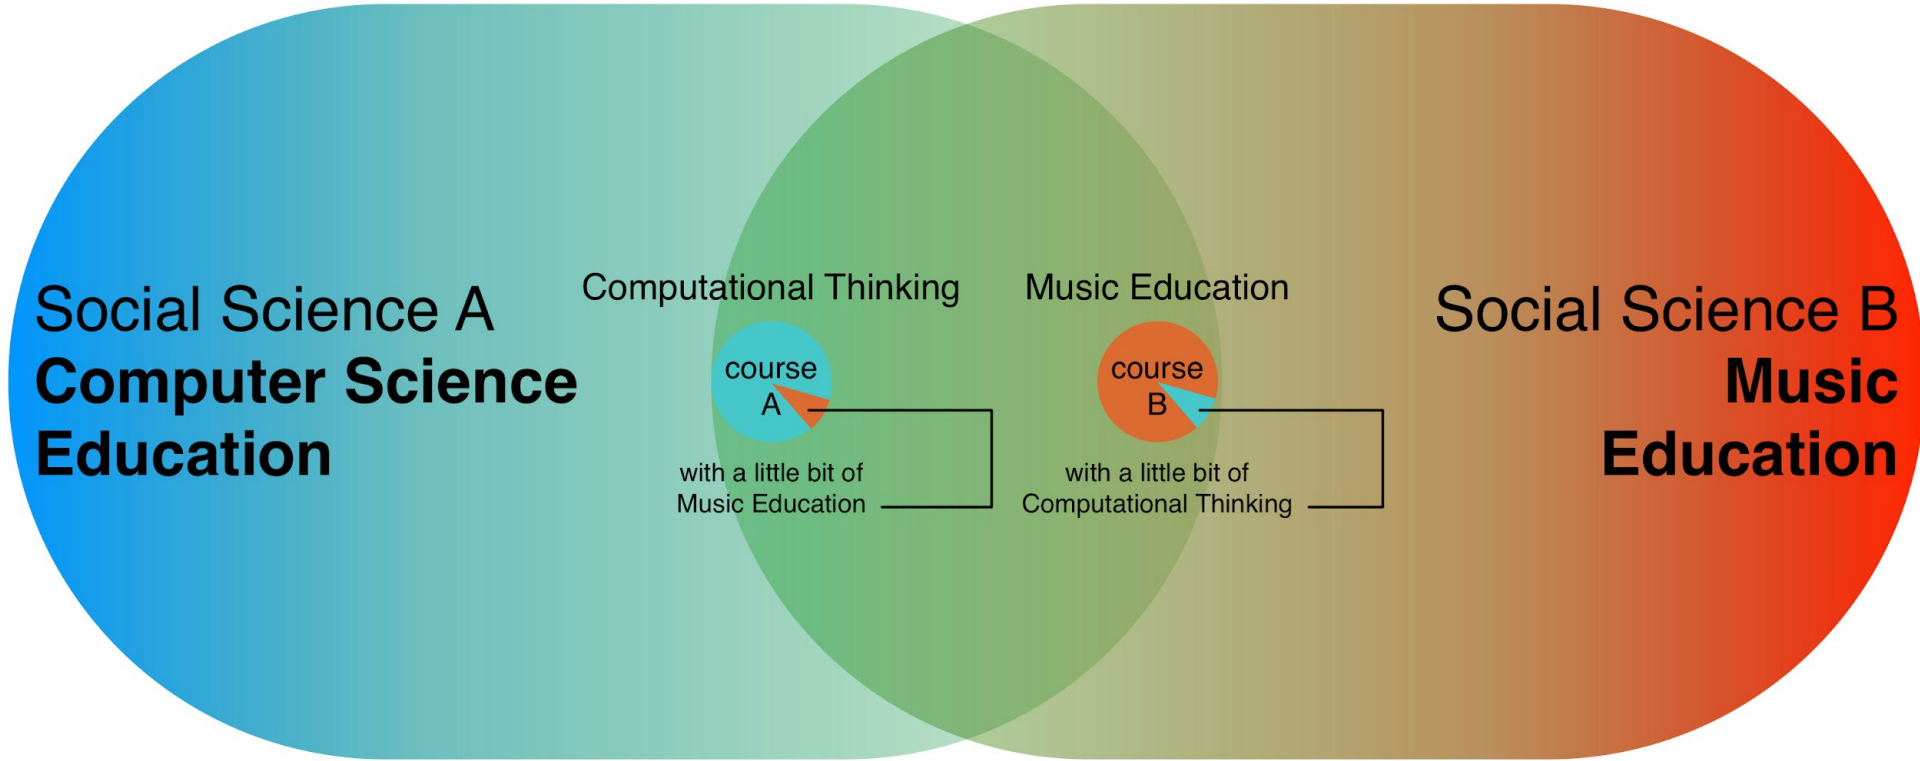 Social Science A
Computer Science
Education
Computational Thinking
course
A
with a little bit of
Music Education
Music Education
course
B
with a little bit of
Computational Thinking
Social Science B
Music
Education